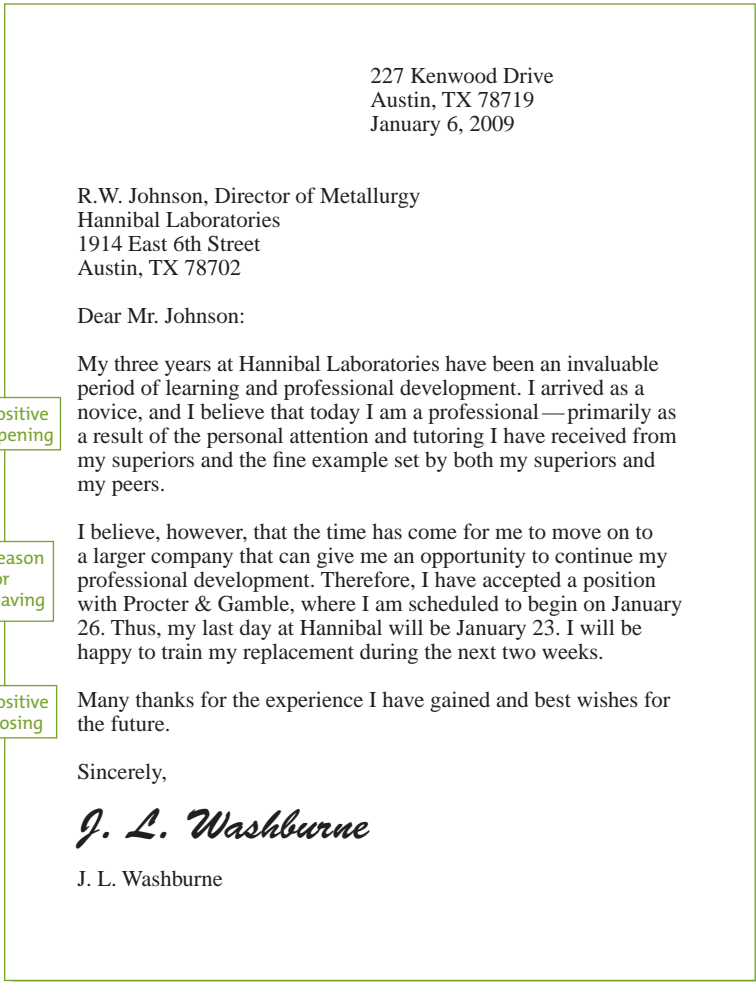 227 Kenwood Drive
Austin, TX 78719
January 6, 2009
R.W. Johnson, Director of Metallurgy
Hannibal Laboratories
1914 East 6th Street
Austin, TX 78702
Dear Mr. Johnson:
My three years at Hannibal Laboratories have been an invaluable
period of learning and professional development. I arrived as a
novice, and I believe that today I am a professional — primarily as
a result of the personal attention and tutoring I have received from
my superiors and the fine example set by both my superiors and
my peers.
ositive
pening
I believe, however, that the time has come for me to move on to
a larger company that can give me an opportunity to continue my
professional development. Therefore, I have accepted a position
with Procter & Gamble, where I am scheduled to begin on January
26. Thus, my last day at Hannibal will be January 23. I will be
happy to train my replacement during the next two weeks.
eason
or
aving
Many thanks for the experience I have gained and best wishes for
the future.
ositive
osing
Sincerely,
J. L. Washburne
J. L. Washburne